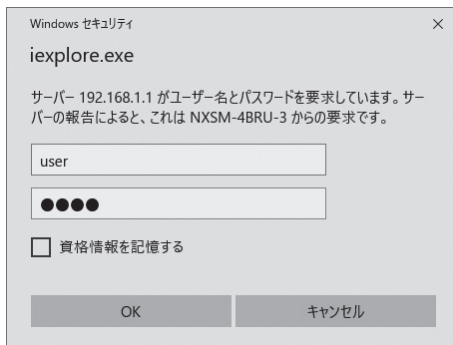 Windows セキュリティ
iexplore.exe
サーバー 192.168.1.1 がユーザー名とパスワードを要求しています。サー
バーの報告によると、これは NXSM-4BRU-3 からの要求です。
user
●●●●
資格情報を記憶する
OK
キャンセル